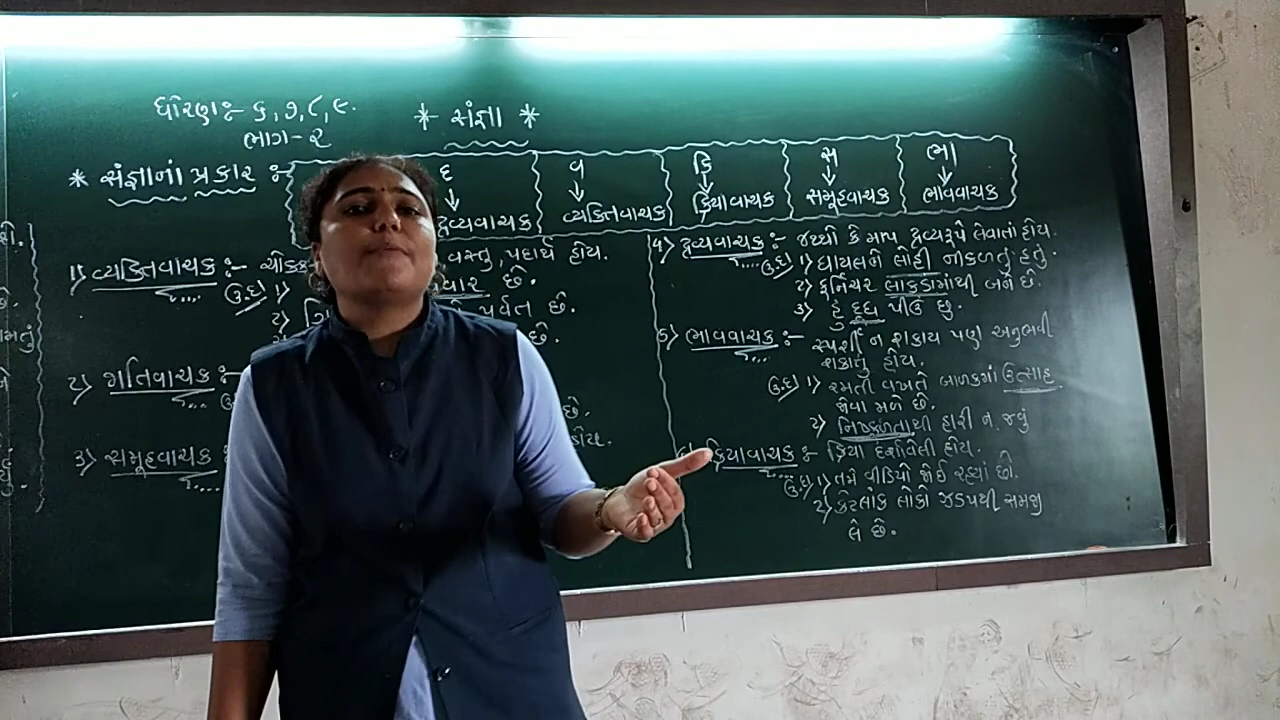 ધોરણઃ- ૬,૭,૮,૯.
ભાગ-૨
* સંજ્ઞા *
* સંજ્ઞાનાં પ્રકાર ઃ-
દ વ ક્રિ સ ભા
દ્રવ્યવાચક વ્યક્તિવાચક ક્રિયાવાચક સમૂહવાચક ભાવવાચક
૧) વ્યક્તિવાચક ઃ- વસ્તુ, પદાર્થ હોય.
ઉ.દા ૧) છે.
૨) પર્વત છે.
છે.
૨) ગતિવાચક ઃ-
છે.
૩) સમૂહવાચક
૪) દ્રવ્યવાચક ઃ- જથ્થો કે માપ દ્રવ્યરૂપે લેવાતાં હોય.
ઉ.દા ૧) ઘાયલને લોહી નીકળતું હતું.
૨) ફર્નિચર લાકડામાંથી બને છે.
૩) હું દૂધ પીઉં છું.
૫) ભાવવાચક ઃ- સ્પર્શી ન શકાય પણ અનુભવી
શકાતું હોય.
ઉ.દા ૧) રમતી વખતે બાળકમાં ઉત્સાહ
જોવા મળે છે.
૨) નિષ્ફળતાથી હારી ન જવું
ક્રિયાવાચક ઃ- ક્રિયા દર્શાવેલી હોય.
ઉ.દા ૧) તમે વીડિયો જોઈ રહ્યાં છો.
૨) કેટલાંક લોકો ઝડપથી સમજી
લે છે.